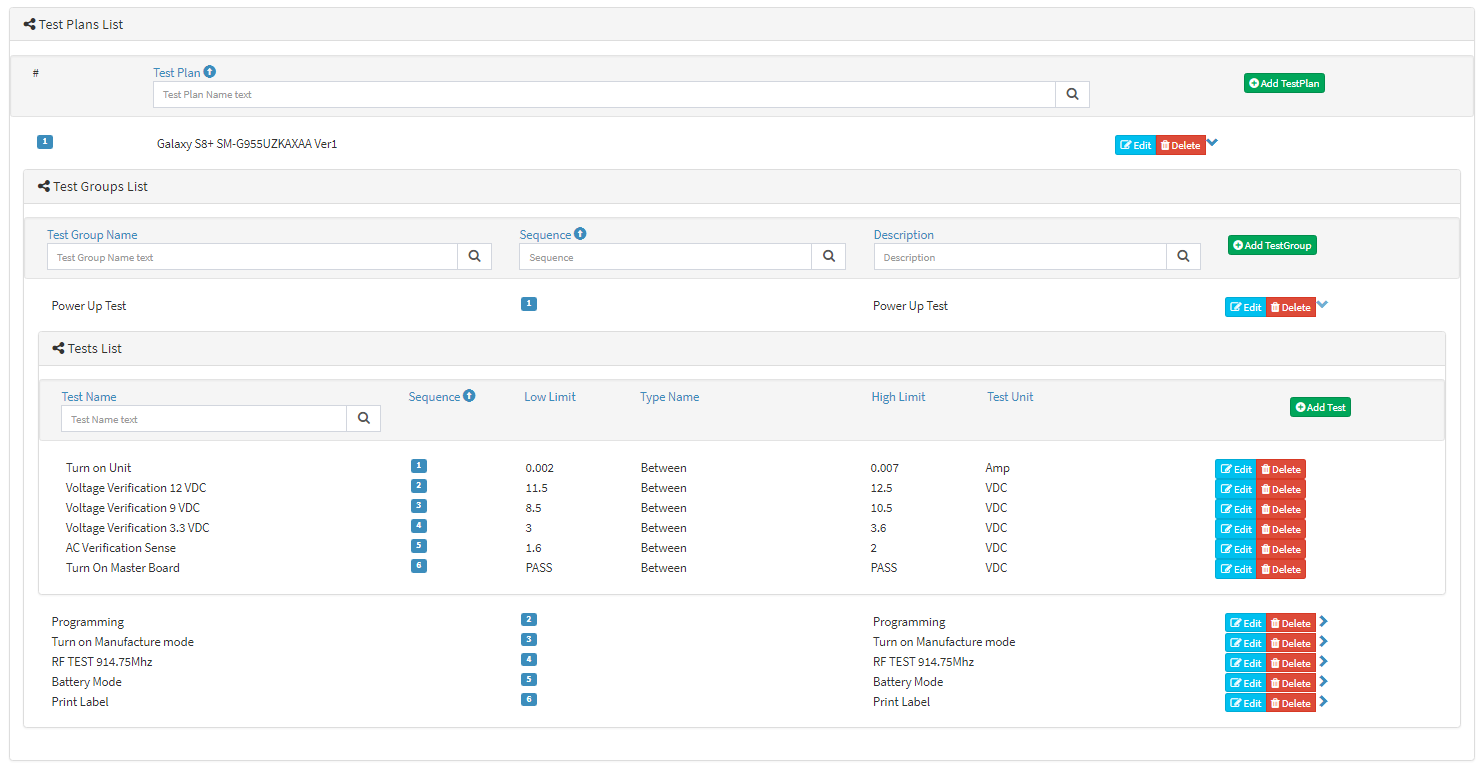 Test Plans List
# Test Plan
Test Plan Name text
Add TestPlan
1 Galaxy S8+ SM-G955UZKAXAA Ver1 Edit Delete
Test Groups List
Test Group Name Sequence Description
Test Group Name text Sequence Description
Add TestGroup
Power Up Test 1 Power Up Test Edit Delete
Tests List
Test Name Sequence Low Limit Type Name High Limit Test Unit
Test Name text
Add Test
Turn on Unit 1 0.002 Between 0.007 Amp Edit Delete
Voltage Verification 12 VDC 2 11.5 Between 12.5 VDC Edit Delete
Voltage Verification 9 VDC 3 8.5 Between 10.5 VDC Edit Delete
Voltage Verification 3.3 VDC 4 3 Between 3.6 VDC Edit Delete
AC Verification Sense 5 1.6 Between 2 VDC Edit Delete
Turn On Master Board 6 PASS Between PASS VDC Edit Delete
Programming 2 Programming Edit Delete
Turn on Manufacture mode 3 Turn on Manufacture mode Edit Delete
RF TEST 914.75Mhz 4 RF TEST 914.75Mhz Edit Delete
Battery Mode 5 Battery Mode Edit Delete
Print Label 6 Print Label Edit Delete